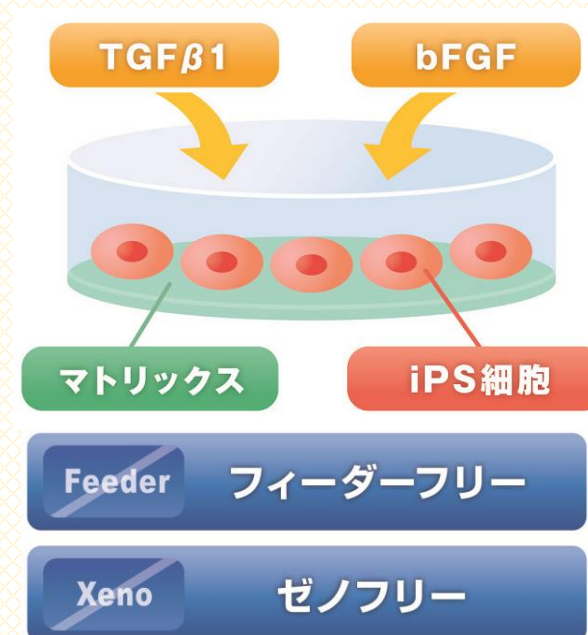 TGFβ1
bFGF
マトリックス
iPS細胞
Feeder フィーダーフリー
Xeno ゼノフリー